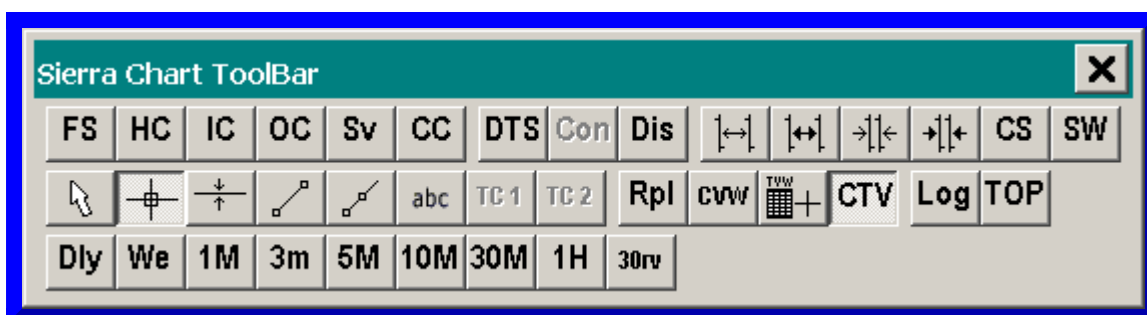 Sierra Chart ToolBar
FS HC IC OC Sv CC DTS Con Dis CS SW
abc TC 1 TC 2 Rpl CVW TVW CTV Log TOP
Dly We 1M 3m 5M 10M 30M 1H 30rv